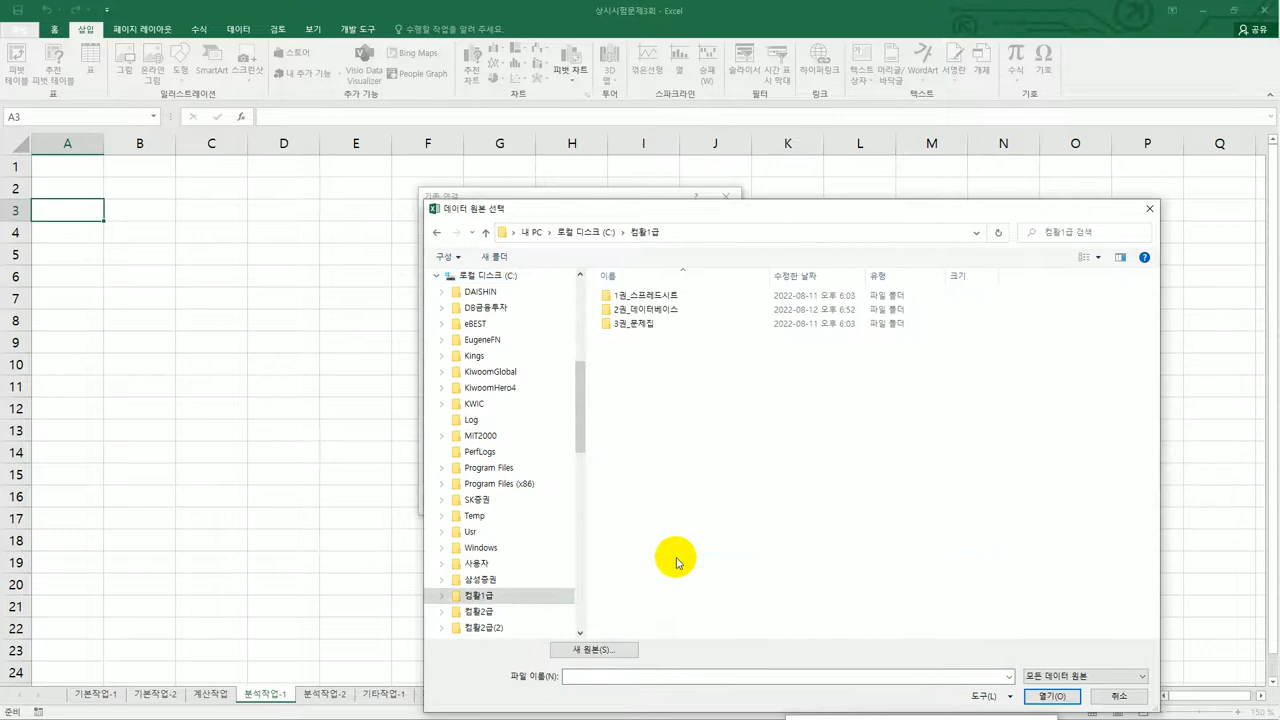 상시시험문제3회 - Excel
홈 삽입 페이지 레이아웃 수식 데이터 검토 보기 개발 도구 수행할 작업을 알려 주세요. 공유
피벗 테이블 추천 피벗 테이블 표 그림 온라인 그림 도형 SmartArt 스크린샷 스토어 내 추가 기능 Visio Data Visualizer Bing Maps People Graph 추천 차트 피벗 차트 3D 맵 꺾은선형 열 승패 (W) 슬라이서 시간 표시 막대 하이퍼링크 텍스트 상자 머리글/바닥글 WordArt 서명란 개체 수식 기호
표 일러스트레이션 추가 기능 차트 투어 스파크라인 필터 링크 텍스트 기호
A3 fx
A B C D E F G H I J K L M N O P Q
1
2
3
4
5
6
7
8
9
10
11
12
13
14
15
16
17
18
19
20
21
22
23
24
기존 연결 ?
데이터 원본 선택
내 PC 로컬 디스크 (C:) 컴활1급 컴활1급 검색
구성 새 폴더
로컬 디스크 (C:)
DAISHIN
DB금융투자
eBEST
EugeneFN
Kings
KiwoomGlobal
KiwoomHero4
KWIC
Log
MIT2000
PerfLogs
Program Files
Program Files (x86)
SK증권
Temp
Usr
Windows
사용자
삼성증권
컴활1급
컴활2급
컴활2급(2)
이름 수정한 날짜 유형 크기
1권_스프레드시트 2022-08-11 오후 6:03 파일 폴더
2권_데이터베이스 2022-08-12 오후 6:52 파일 폴더
3권_문제집 2022-08-11 오후 6:03 파일 폴더
새 원본(S)...
파일 이름(N): 모든 데이터 원본
도구(L) 열기(O) 취소
기본작업-1 기본작업-2 계산작업 분석작업-1 분석작업-2 기타작업-1
준비 150 %